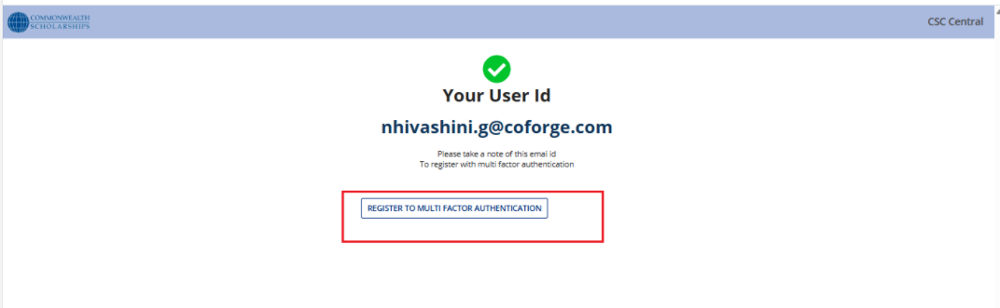 COMMONWEALTH
SCHOLARSHIPS
CSC Central
Your User Id
nhivashini.g@coforge.com
Please take a note of this emai id
To register with multi factor authentication
REGISTER TO MULTI FACTOR AUTHENTICATION